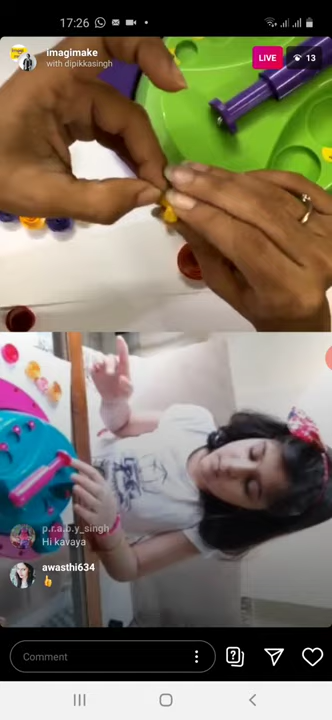 17:26
imagimake
with dipikkasingh
LIVE
13
p.r.a.b.y_singh
Hi kavaya
awasthi634
👍
Comment